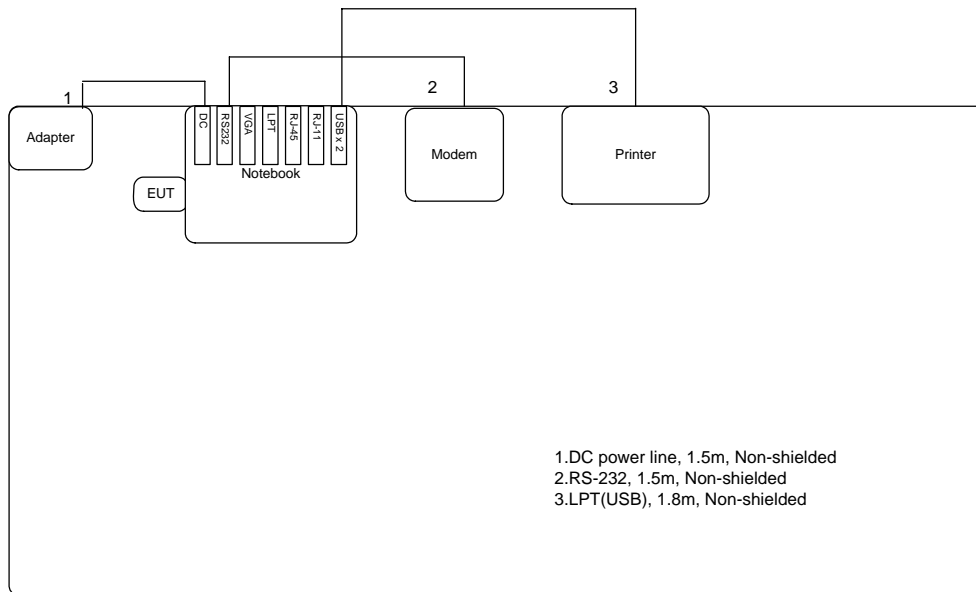 1
2
3
Adapter
DC
RS232
VGA
LPT
RJ-45
RJ-11
USB x 2
Notebook
EUT
Modem
Printer
1.DC power line, 1.5m, Non-shielded
2.RS-232, 1.5m, Non-shielded
3.LPT(USB), 1.8m, Non-shielded